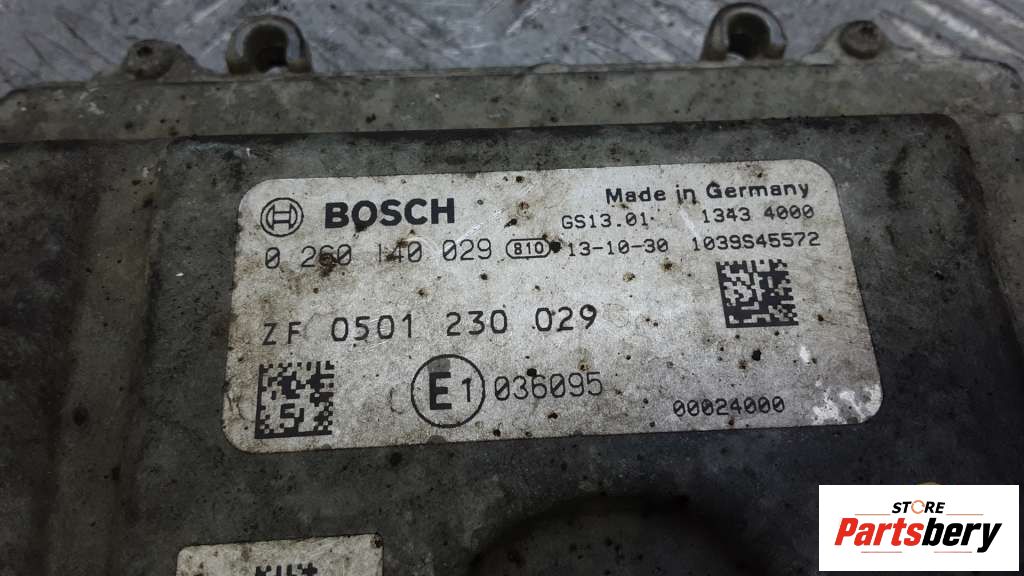 BOSCH
Made in Germany
GS13.01 1343 4000
0 260 140 029 810 13-10-30 1039S45572
ZF 0501 230 029
E1 036095
00024000
STORE
Partsbery